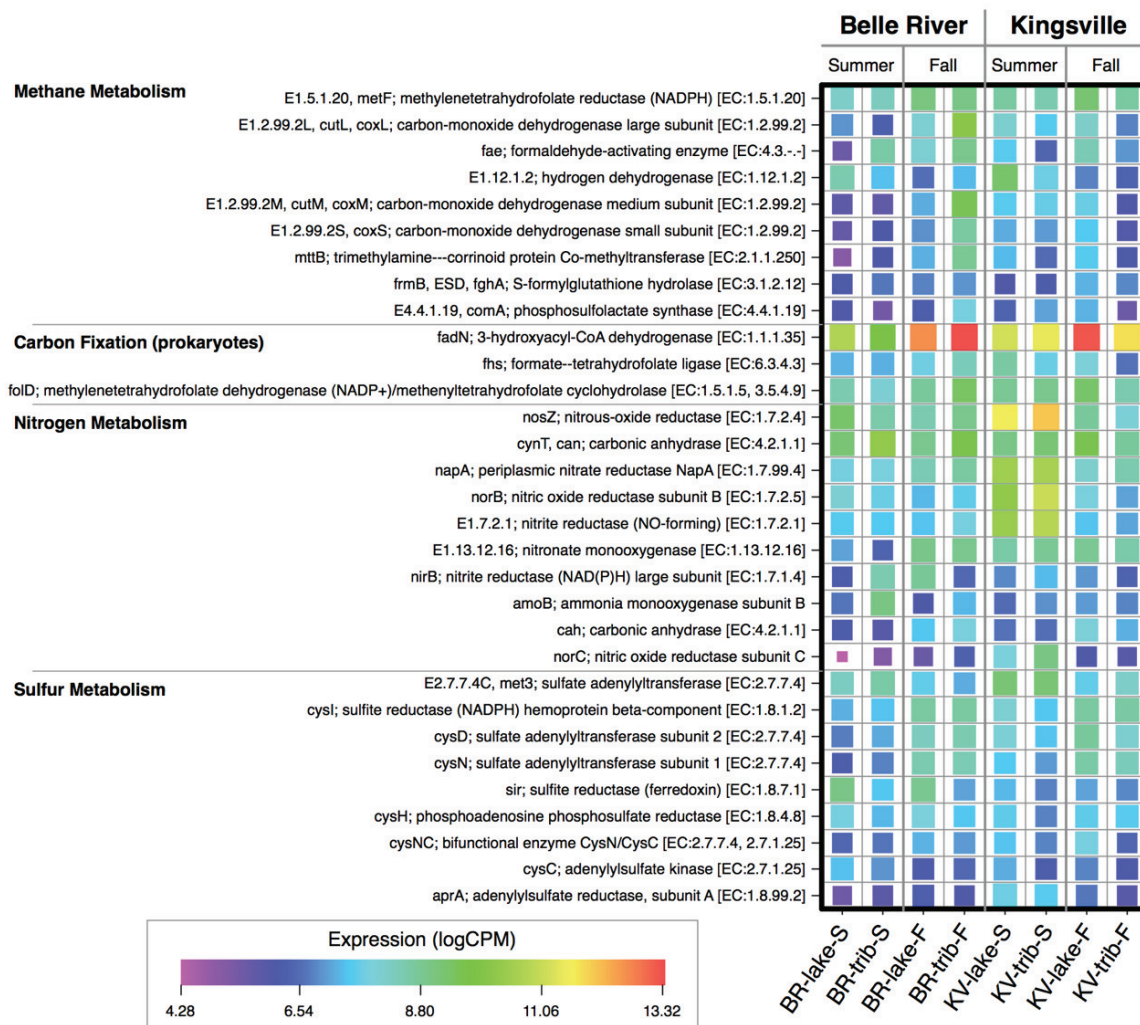 Belle River Kingsville
Summer Fall Summer Fall
Methane Metabolism
E1.5.1.20, metF; methylenetetrahydrofolate reductase (NADPH) [EC:1.5.1.20]
E1.2.99.2L, cutL, coxL; carbon-monoxide dehydrogenase large subunit [EC:1.2.99.2]
fae; formaldehyde-activating enzyme [EC:4.3.-.-]
E1.12.1.2; hydrogen dehydrogenase [EC:1.12.1.2]
E1.2.99.2M, cutM, coxM; carbon-monoxide dehydrogenase medium subunit [EC:1.2.99.2]
E1.2.99.2S, coxS; carbon-monoxide dehydrogenase small subunit [EC:1.2.99.2]
mttB; trimethylamine---corrinoid protein Co-methyltransferase [EC:2.1.1.250]
frmB, ESD, fghA; S-formylglutathione hydrolase [EC:3.1.2.12]
E4.4.1.19, comA; phosphosulfolactate synthase [EC:4.4.1.19]
Carbon Fixation (prokaryotes)
fadN; 3-hydroxyacyl-CoA dehydrogenase [EC:1.1.1.35]
fhs; formate--tetrahydrofolate ligase [EC:6.3.4.3]
folD; methylenetetrahydrofolate dehydrogenase (NADP+)/methenyltetrahydrofolate cyclohydrolase [EC:1.5.1.5, 3.5.4.9]
Nitrogen Metabolism
nosZ; nitrous-oxide reductase [EC:1.7.2.4]
cynT, can; carbonic anhydrase [EC:4.2.1.1]
napA; periplasmic nitrate reductase NapA [EC:1.7.99.4]
norB; nitric oxide reductase subunit B [EC:1.7.2.5]
E1.7.2.1; nitrite reductase (NO-forming) [EC:1.7.2.1]
E1.13.12.16; nitronate monooxygenase [EC:1.13.12.16]
nirB; nitrite reductase (NAD(P)H) large subunit [EC:1.7.1.4]
amoB; ammonia monooxygenase subunit B
cah; carbonic anhydrase [EC:4.2.1.1]
norC; nitric oxide reductase subunit C
Sulfur Metabolism
E2.7.7.4C, met3; sulfate adenylyltransferase [EC:2.7.7.4]
cysI; sulfite reductase (NADPH) hemoprotein beta-component [EC:1.8.1.2]
cysD; sulfate adenylyltransferase subunit 2 [EC:2.7.7.4]
cysN; sulfate adenylyltransferase subunit 1 [EC:2.7.7.4]
sir; sulfite reductase (ferredoxin) [EC:1.8.7.1]
cysH; phosphoadenosine phosphosulfate reductase [EC:1.8.4.8]
cysNC; bifunctional enzyme CysN/CysC [EC:2.7.7.4, 2.7.1.25]
cysC; adenylylsulfate kinase [EC:2.7.1.25]
aprA; adenylylsulfate reductase, subunit A [EC:1.8.99.2]
BR-lake-S BR-trib-S BR-lake-F BR-trib-F KV-lake-S KV-trib-S KV-lake-F KV-trib-F
Expression (logCPM)
4.28 6.54 8.80 11.06 13.32